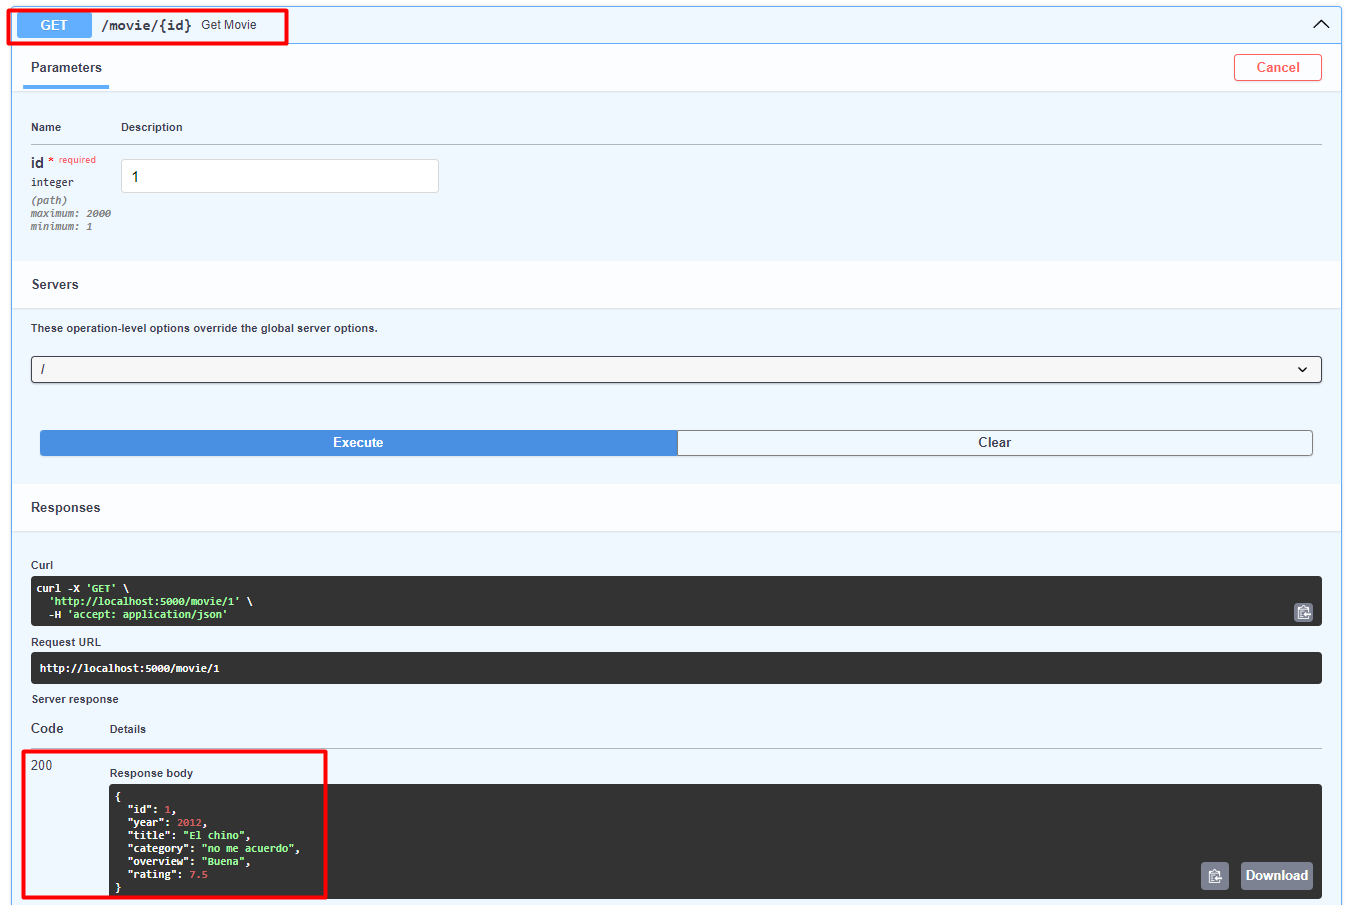 GET /movie/{id} Get Movie
Parameters
Cancel
Name Description
id * required
integer
(path)
maximum: 2000
minimum: 1
1
Servers
These operation-level options override the global server options.
/
Execute
Clear
Responses
Curl
curl -X 'GET' \
  'http://localhost:5000/movie/1' \
  -H 'accept: application/json'
Request URL
http://localhost:5000/movie/1
Server response
Code Details
200
Response body
{
  "id": 1,
  "year": 2012,
  "title": "El chino",
  "category": "no me acuerdo",
  "overview": "Buena",
  "rating": 7.5
}
Download